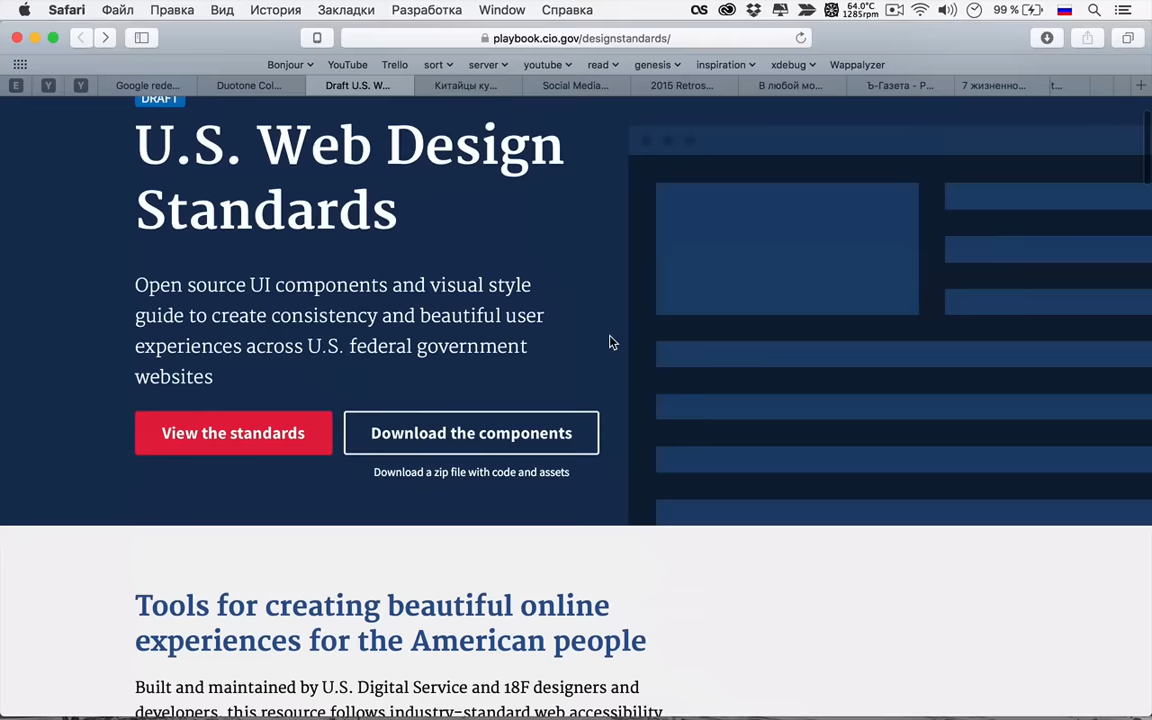 Safari Файл Правка Вид История Закладки Разработка Window Справка 64.0°C 1285rpm 99 %
playbook.cio.gov/designstandards/
Bonjour YouTube Trello sort server youtube read genesis inspiration xdebug Wappalyzer
E Y Y Google rede... Duotone Col... Draft U.S. W... Китайцы ку... Social Media... 2015 Retros... В любой мо... Ъ-Газета - Р... 7 жизненно... t...
DRAFT
U.S. Web Design
Standards
Open source UI components and visual style
guide to create consistency and beautiful user
experiences across U.S. federal government
websites
View the standards Download the components
Download a zip file with code and assets
Tools for creating beautiful online
experiences for the American people
Built and maintained by U.S. Digital Service and 18F designers and
developers, this resource follows industry-standard web accessibility